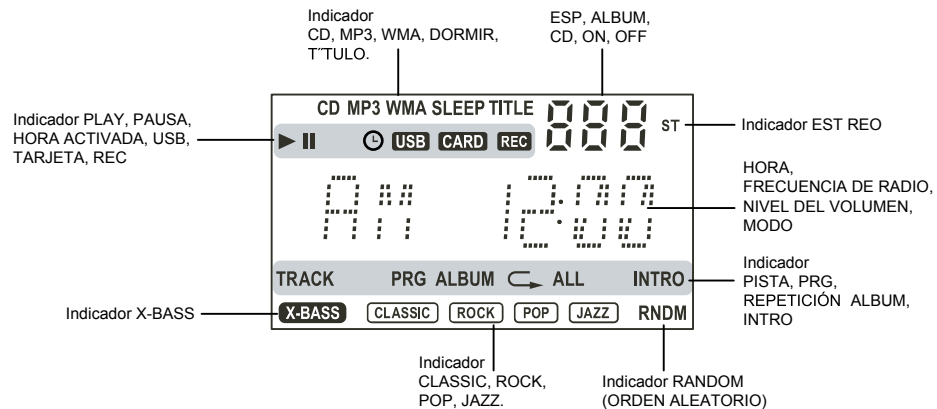 Indicador
CD, MP3, WMA, DORMIR,
T˝TULO.
ESP, ALBUM,
CD, ON, OFF
Indicador PLAY, PAUSA,
HORA ACTIVADA, USB,
TARJETA, REC
CD MP3 WMA SLEEP TITLE
888
ST
USB CARD REC
Indicador EST REO
AM 12:00
HORA,
FRECUENCIA DE RADIO,
NIVEL DEL VOLUMEN,
MODO
TRACK PRG ALBUM ALL INTRO
Indicador
PISTA, PRG,
REPETICIÓN ALBUM,
INTRO
Indicador X-BASS
X-BASS CLASSIC ROCK POP JAZZ RNDM
Indicador
CLASSIC, ROCK,
POP, JAZZ.
Indicador RANDOM
(ORDEN ALEATORIO)